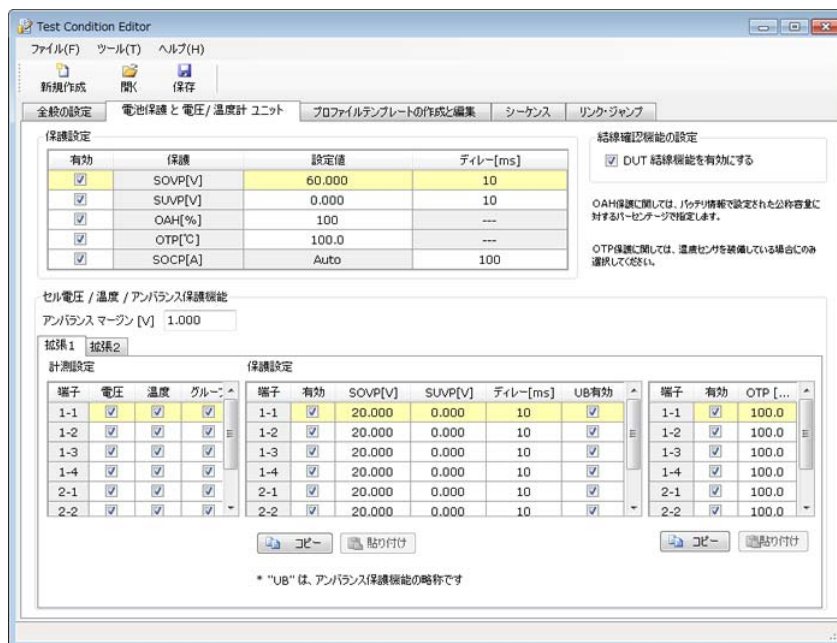 Test Condition Editor
ファイル(F) ツール(T) ヘルプ(H)
新規作成 開く 保存
全般の設定 電池保護 と 電圧/ 温度計 ユニット プロファイルテンプレートの作成と編集 シーケンス リンク・ジャンプ
保護設定
有効 保護 設定値 ディレー[ms]
SOVP[V] 60.000 10
SUVP[V] 0.000 10
OAH[%] 100 ---
OTP[℃] 100.0 ---
SOCP[A] Auto 100
結線確認機能の設定
DUT 結線機能を有効にする
OAH保護に関しては、バッテリ情報で設定された公称容量に
対するパーセンテージで指定します。
OTP保護に関しては、温度センサを装備している場合にのみ
選択してください。
セル電圧 / 温度 / アンバランス保護機能
アンバランス マージン [V] 1.000
拡張1 拡張2
計測設定
端子 電圧 温度 グループ
1-1
1-2
1-3
1-4
2-1
2-2
保護設定
端子 有効 SOVP[V] SUVP[V] ディレー[ms] UB有効
1-1 20.000 0.000 10
1-2 20.000 0.000 10
1-3 20.000 0.000 10
1-4 20.000 0.000 10
2-1 20.000 0.000 10
2-2 20.000 0.000 10
端子 有効 OTP [...
1-1 100.0
1-2 100.0
1-3 100.0
1-4 100.0
2-1 100.0
2-2 100.0
コピー 貼り付け
コピー 貼り付け
* "UB" は、アンバランス保護機能の略称です